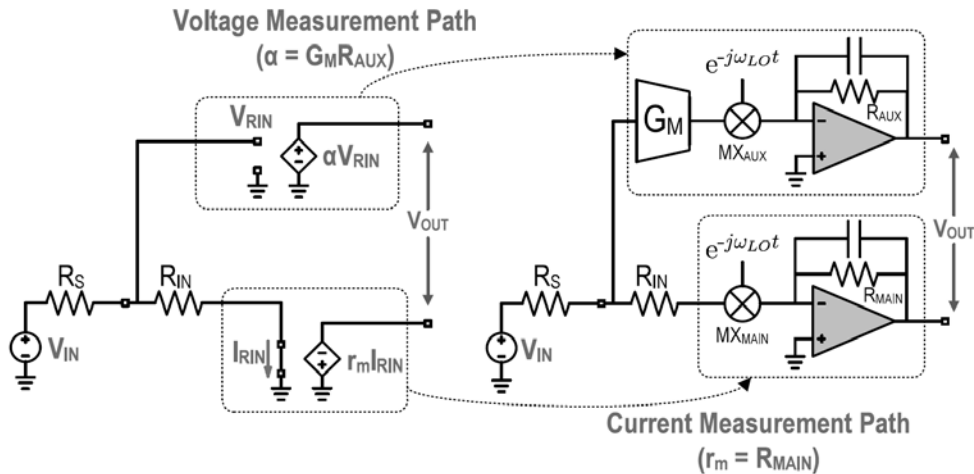 Voltage Measurement Path
(α = GMRAUX)
VRIN
αVRIN
VOUT
RS
RIN
VIN
IRIN
rmIRIN
e^-jωLOt
GM
MXAUX
RAUX
VOUT
e^-jωLOt
RS
RIN
VIN
MXMAIN
RMAIN
Current Measurement Path
(rm = RMAIN)